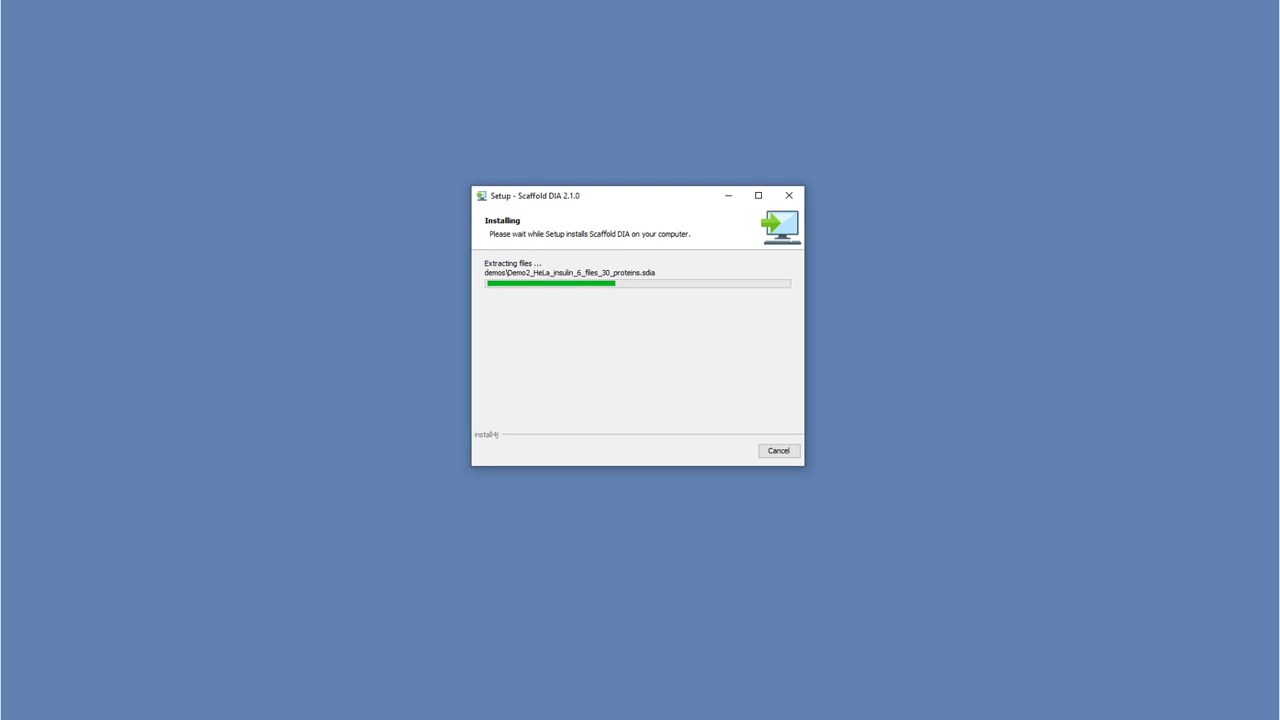 Setup - Scaffold DIA 2.1.0
Installing
Please wait while Setup installs Scaffold DIA on your computer.
Extracting files ...
demos\Demo2_HeLa_insulin_6_files_30_proteins.sdia
install4j
Cancel